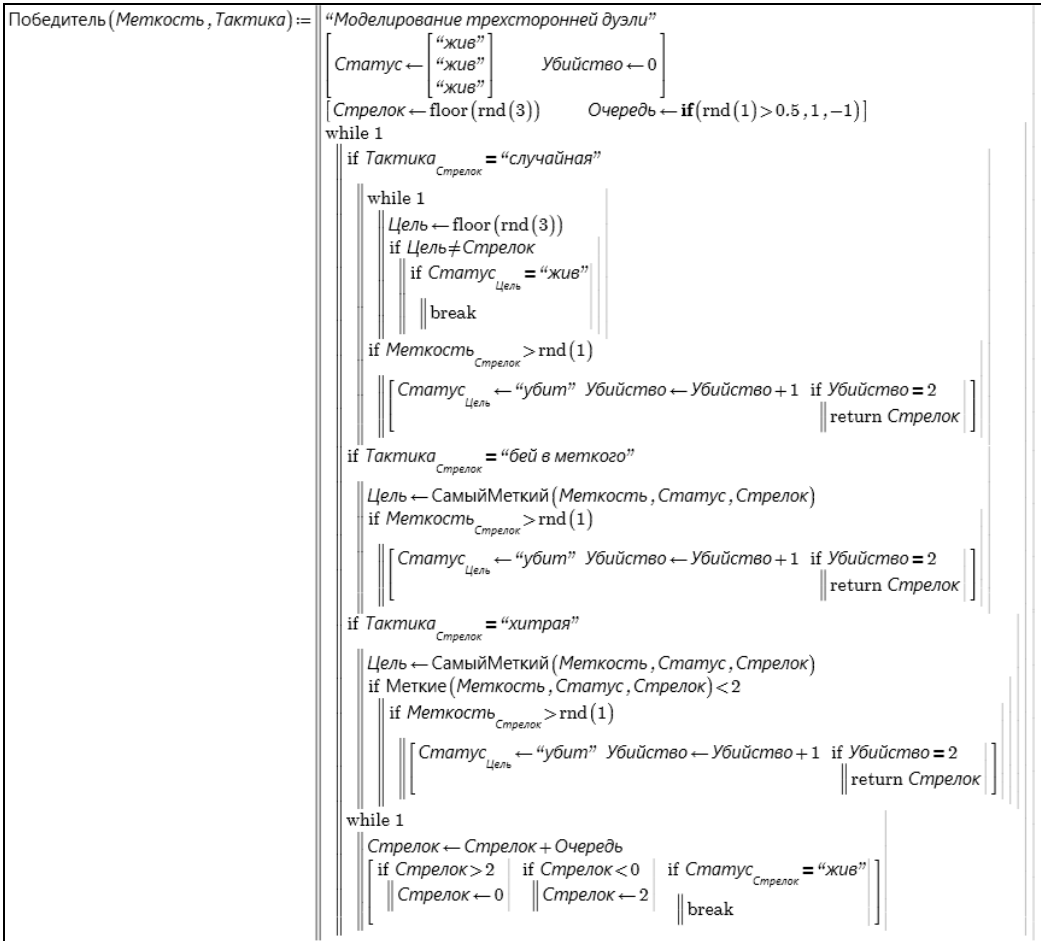 Победитель(Меткость, Тактика) := “Моделирование трехсторонней дуэли”
[Статус ← [“жив” “жив” “жив”] Убийство ← 0]
[Стрелок ← floor(rnd(3)) Очередь ← if(rnd(1) > 0.5, 1, -1)]
while 1
if Тактика_Стрелок = “случайная”
while 1
Цель ← floor(rnd(3))
if Цель ≠ Стрелок
if Статус_Цель = “жив”
break
if Меткость_Стрелок > rnd(1)
[Статус_Цель ← “убит” Убийство ← Убийство + 1 if Убийство = 2
return Стрелок]
if Тактика_Стрелок = “бей в меткого”
Цель ← СамыйМеткий(Меткость, Статус, Стрелок)
if Меткость_Стрелок > rnd(1)
[Статус_Цель ← “убит” Убийство ← Убийство + 1 if Убийство = 2
return Стрелок]
if Тактика_Стрелок = “хитрая”
Цель ← СамыйМеткий(Меткость, Статус, Стрелок)
if Меткие(Меткость, Статус, Стрелок) < 2
if Меткость_Стрелок > rnd(1)
[Статус_Цель ← “убит” Убийство ← Убийство + 1 if Убийство = 2
return Стрелок]
while 1
Стрелок ← Стрелок + Очередь
[if Стрелок > 2 if Стрелок < 0 if Статус_Стрелок = “жив”
Стрелок ← 0 Стрелок ← 2 break]